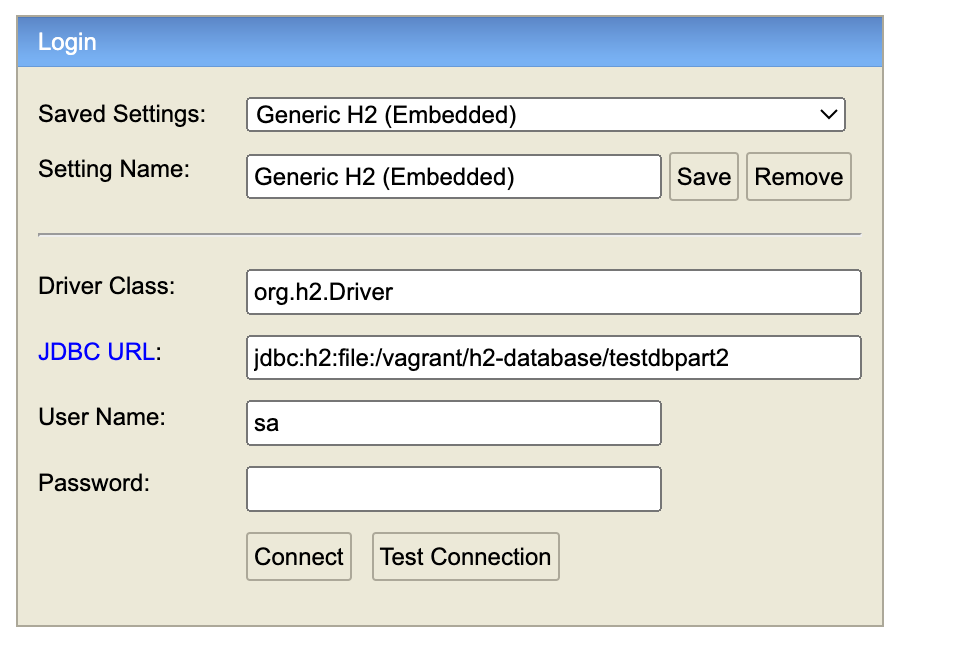 Login
Saved Settings: Generic H2 (Embedded)
Setting Name: Generic H2 (Embedded) Save Remove
Driver Class: org.h2.Driver
JDBC URL: jdbc:h2:file:/vagrant/h2-database/testdbpart2
User Name: sa
Password:
Connect Test Connection